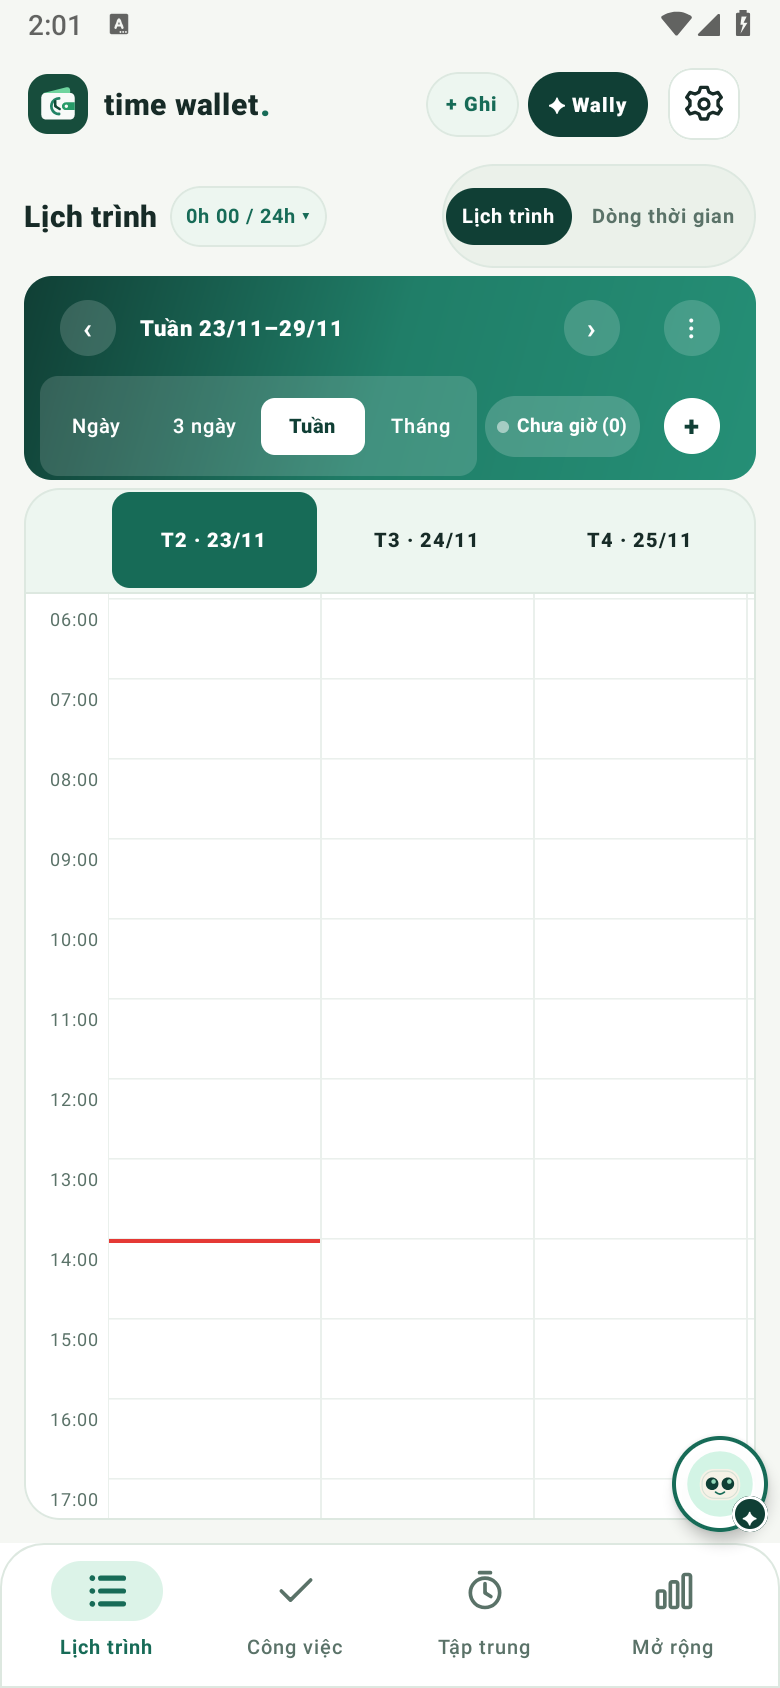 2:01
A
time wallet.
+ Ghi
Wally
Lịch trình
0h 00 / 24h ▾
Lịch trình
Dòng thời gian
‹
Tuần 23/11–29/11
›
⋮
Ngày
3 ngày
Tuần
Tháng
Chưa giờ (0)
+
T2 · 23/11
T3 · 24/11
T4 · 25/11
06:00
07:00
08:00
09:00
10:00
11:00
12:00
13:00
14:00
15:00
16:00
17:00
Lịch trình
Công việc
Tập trung
Mở rộng